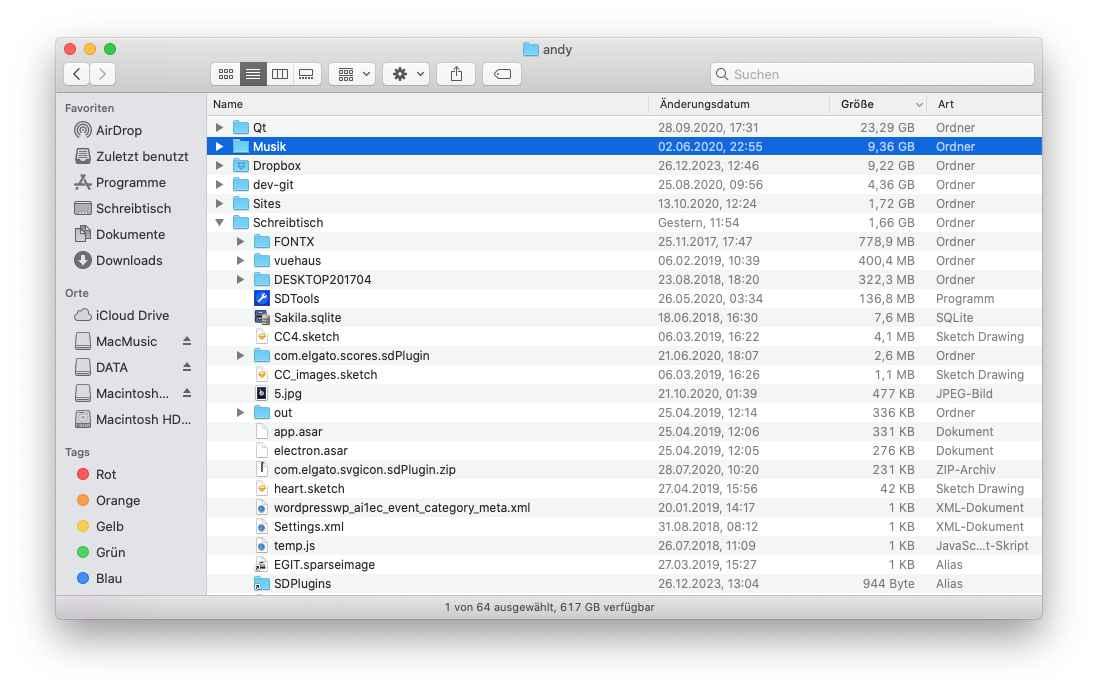 andy
Suchen
Favoriten
AirDrop
Zuletzt benutzt
Programme
Schreibtisch
Dokumente
Downloads
Orte
iCloud Drive
MacMusic
DATA
Macintosh...
Macintosh HD...
Tags
Rot
Orange
Gelb
Grün
Blau
Name Änderungsdatum Größe Art
Qt 28.09.2020, 17:31 23,29 GB Ordner
Musik 02.06.2020, 22:55 9,36 GB Ordner
Dropbox 26.12.2023, 12:46 9,22 GB Ordner
dev-git 25.08.2020, 09:56 4,36 GB Ordner
Sites 13.10.2020, 12:24 1,72 GB Ordner
Schreibtisch Gestern, 11:54 1,66 GB Ordner
FONTX 25.11.2017, 17:47 778,9 MB Ordner
vuehaus 06.02.2019, 10:39 400,4 MB Ordner
DESKTOP201704 23.08.2018, 18:20 322,3 MB Ordner
SDTools 26.05.2020, 03:34 136,8 MB Programm
Sakila.sqlite 18.06.2018, 16:30 7,6 MB SQLite
CC4.sketch 06.03.2019, 16:22 4,1 MB Sketch Drawing
com.elgato.scores.sdPlugin 21.06.2020, 18:07 2,6 MB Ordner
CC_images.sketch 06.03.2019, 16:26 1,1 MB Sketch Drawing
5.jpg 21.10.2020, 01:39 477 KB JPEG-Bild
out 25.04.2019, 12:14 336 KB Ordner
app.asar 25.04.2019, 12:06 331 KB Dokument
electron.asar 25.04.2019, 12:05 276 KB Dokument
com.elgato.svgicon.sdPlugin.zip 28.07.2020, 10:20 231 KB ZIP-Archiv
heart.sketch 27.04.2019, 15:56 42 KB Sketch Drawing
wordpresswp_ai1ec_event_category_meta.xml 20.01.2019, 14:17 1 KB XML-Dokument
Settings.xml 31.08.2018, 08:12 1 KB XML-Dokument
temp.js 26.07.2018, 11:09 1 KB JavaSc...t-Skript
EGIT.sparseimage 27.03.2019, 15:27 1 KB Alias
SDPlugins 26.12.2023, 13:04 944 Byte Alias
1 von 64 ausgewählt, 617 GB verfügbar